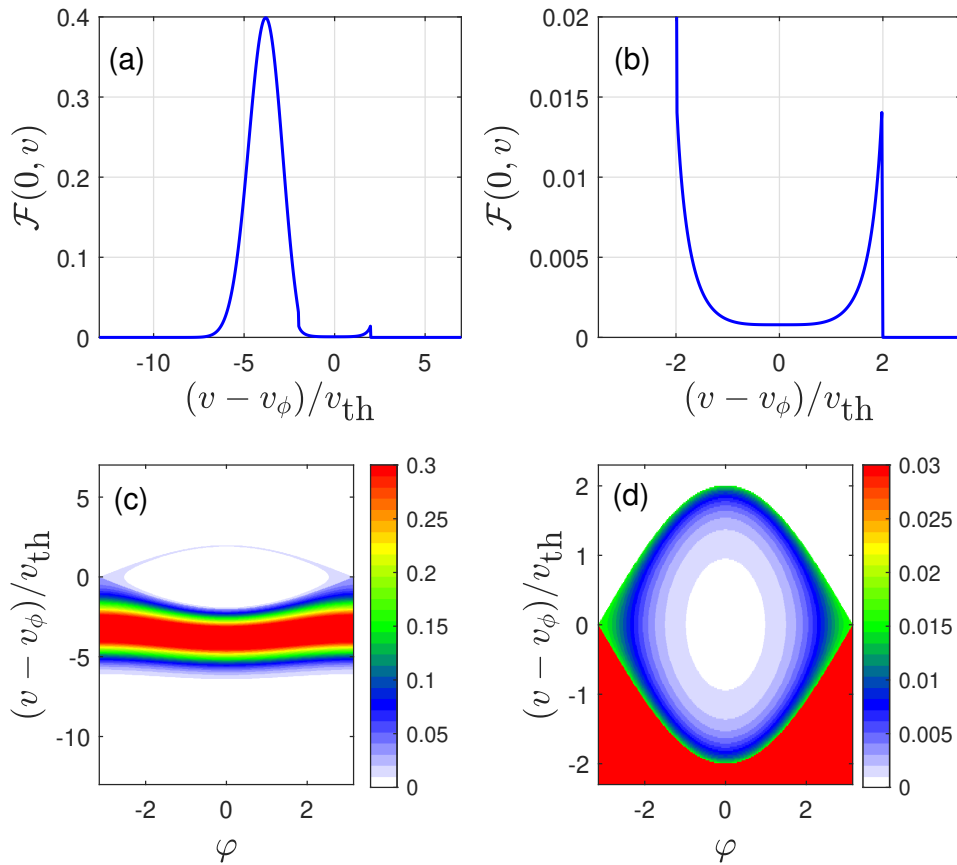 (a)
0.4
0.3
0.2
0.1
0
-10 -5 0 5
F(0, v)
(v − v_ϕ)/v_th
(b)
0.02
0.015
0.01
0.005
0
-2 0 2
F(0, v)
(v − v_ϕ)/v_th
(c)
5
0
-5
-10
-2 0 2
(v − v_ϕ)/v_th
φ
0.3
0.25
0.2
0.15
0.1
0.05
0
(d)
2
1
0
-1
-2
-2 0 2
(v − v_ϕ)/v_th
φ
0.03
0.025
0.02
0.015
0.01
0.005
0